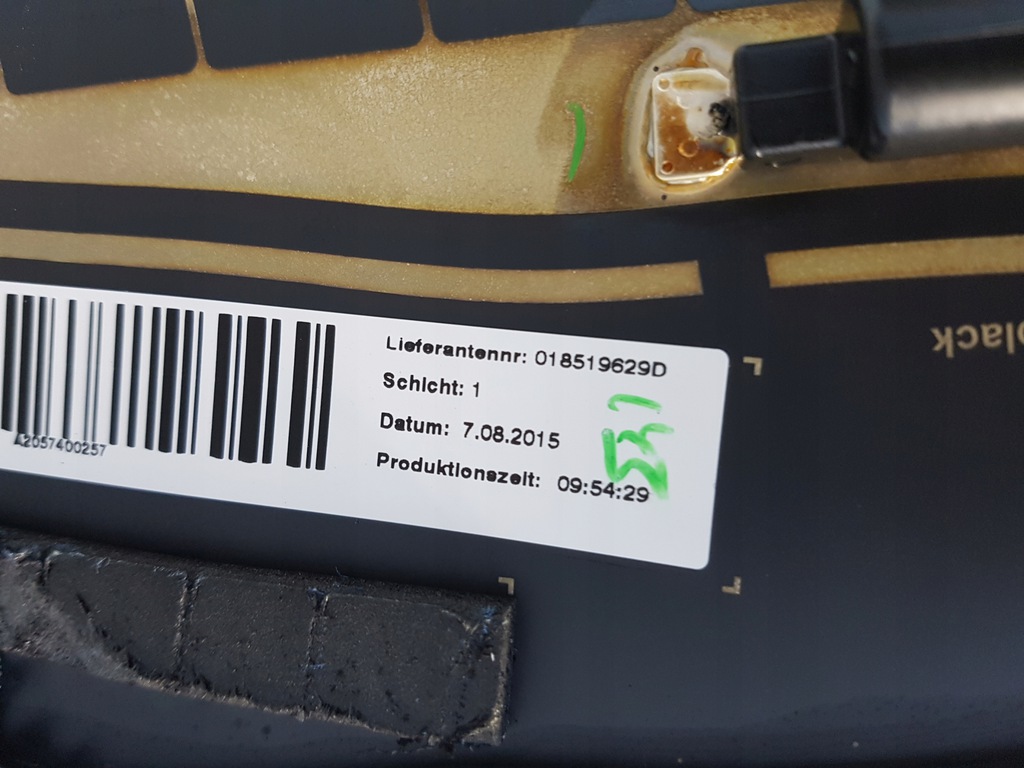 black
Lieferantennr: 018519629D
Schicht: 1
Datum: 7.08.2015
Produktionszeit: 09:54:29
A2057400257